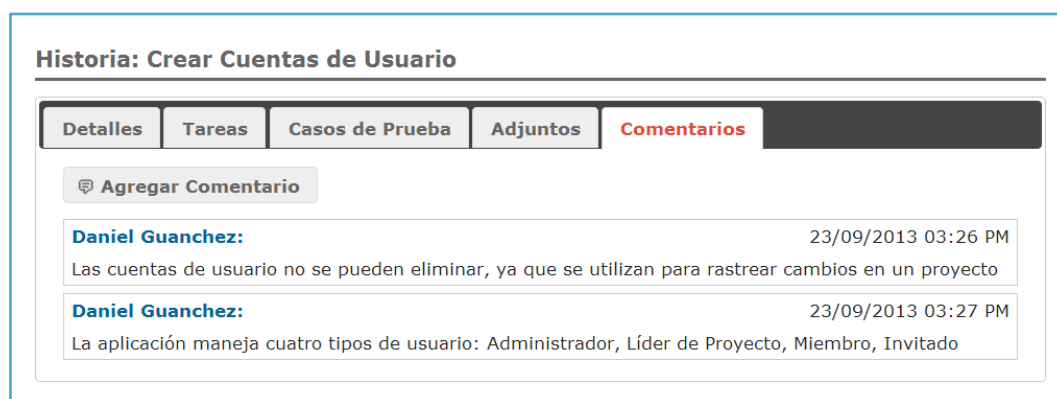 Historia: Crear Cuentas de Usuario
Detalles Tareas Casos de Prueba Adjuntos Comentarios
Agregar Comentario
Daniel Guanchez: 23/09/2013 03:26 PM
Las cuentas de usuario no se pueden eliminar, ya que se utilizan para rastrear cambios en un proyecto
Daniel Guanchez: 23/09/2013 03:27 PM
La aplicación maneja cuatro tipos de usuario: Administrador, Líder de Proyecto, Miembro, Invitado